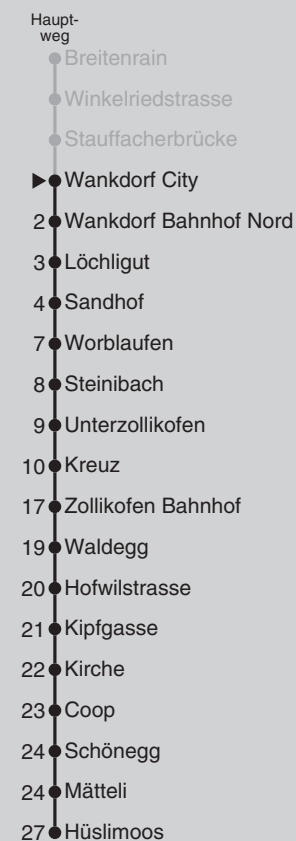 Haupt-
weg
Breitenrain
Winkelriedstrasse
Stauffacherbrücke
Wankdorf City
2 Wankdorf Bahnhof Nord
3 Löchligut
4 Sandhof
7 Worblaufen
8 Steinibach
9 Unterzollikofen
10 Kreuz
17 Zollikofen Bahnhof
19 Waldegg
20 Hofwilstrasse
21 Kipfgasse
22 Kirche
23 Coop
24 Schönegg
24 Mätteli
27 Hüslimoos